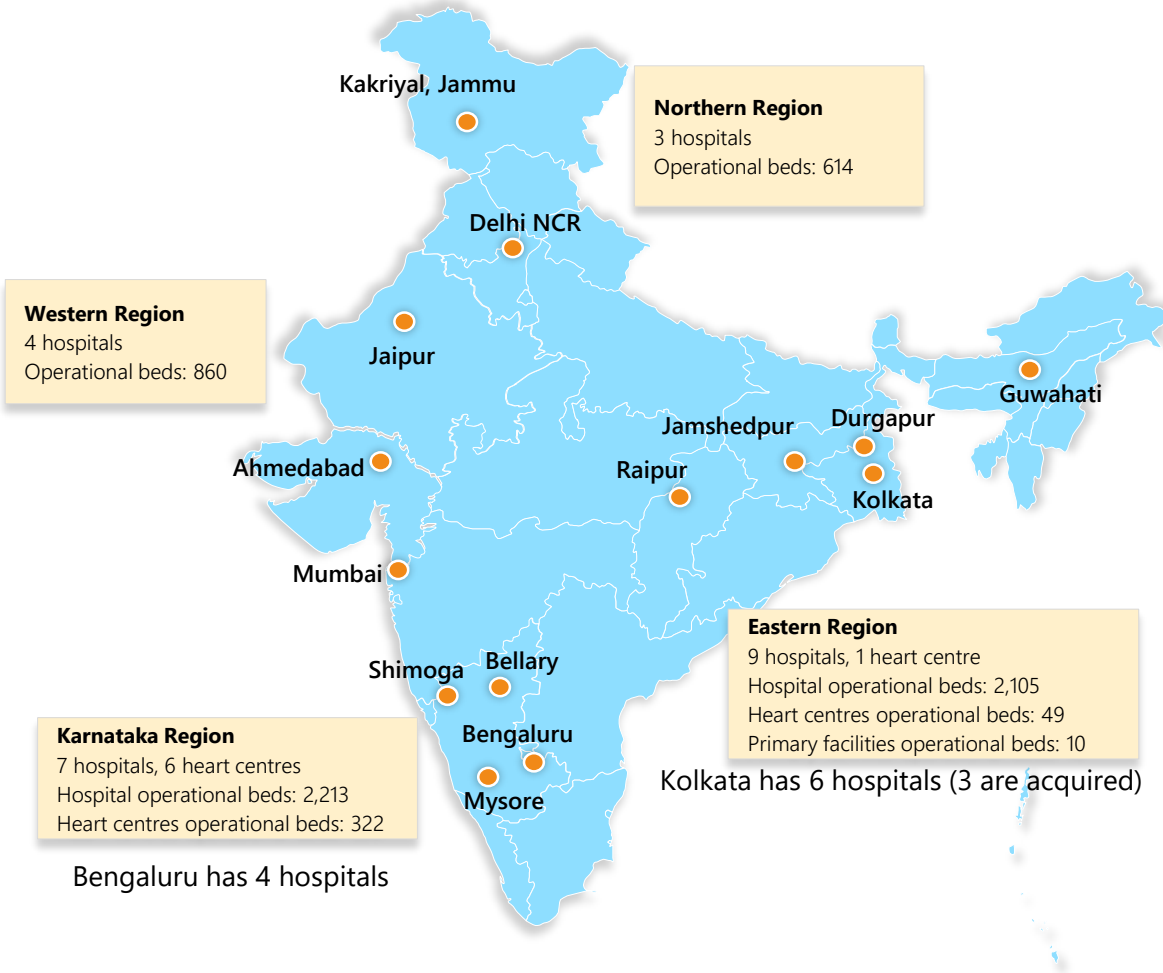 Kakriyal, Jammu
Northern Region
3 hospitals
Operational beds: 614
Delhi NCR
Western Region
4 hospitals
Operational beds: 860
Jaipur
Guwahati
Durgapur
Jamshedpur
Raipur
Ahmedabad
Kolkata
Mumbai
Eastern Region
9 hospitals, 1 heart centre
Hospital operational beds: 2,105
Heart centres operational beds: 49
Primary facilities operational beds: 10
Shimoga
Bellary
Bengaluru
Mysore
Karnataka Region
7 hospitals, 6 heart centres
Hospital operational beds: 2,213
Heart centres operational beds: 322
Kolkata has 6 hospitals (3 are acquired)
Bengaluru has 4 hospitals